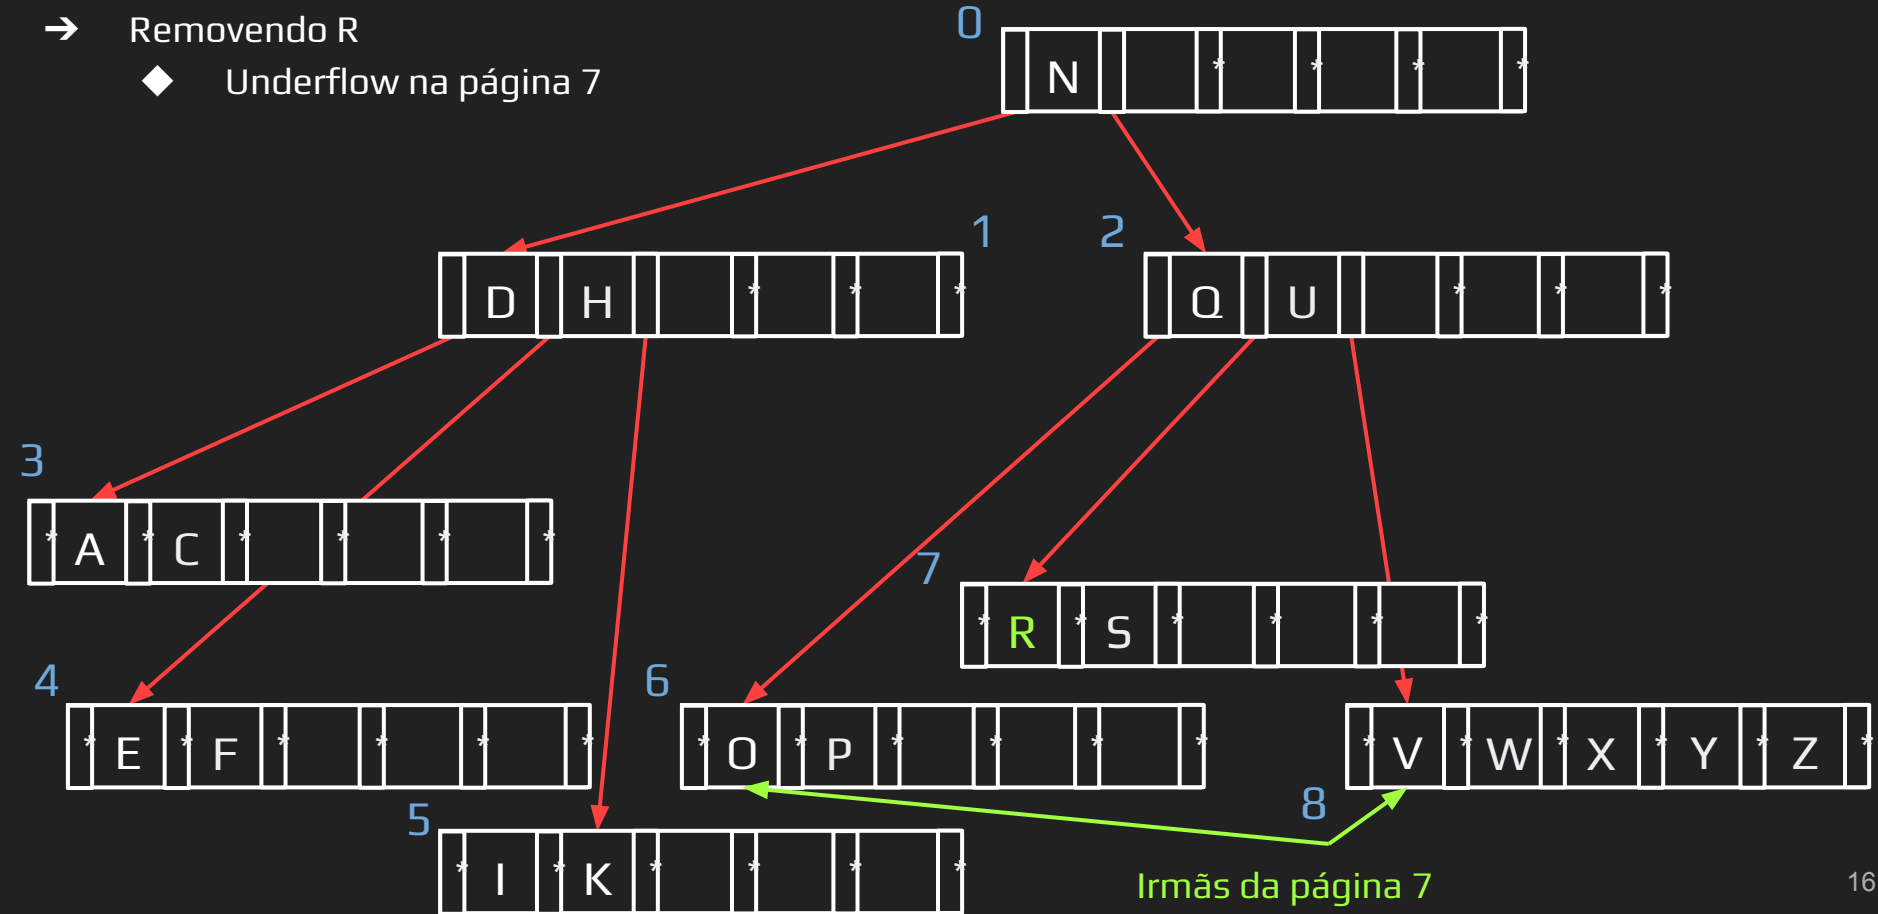 ➔ Removendo R
◆ Underflow na página 7
0
N * * * *
1
D H * * *
2
Q U * * *
3
* A * C * * * *
7
* R * S * * * *
4
* E * F * * * *
6
* O * P * * * *
8
* V * W * X * Y * Z *
5
* I * K * * * *
Irmãs da página 7
16